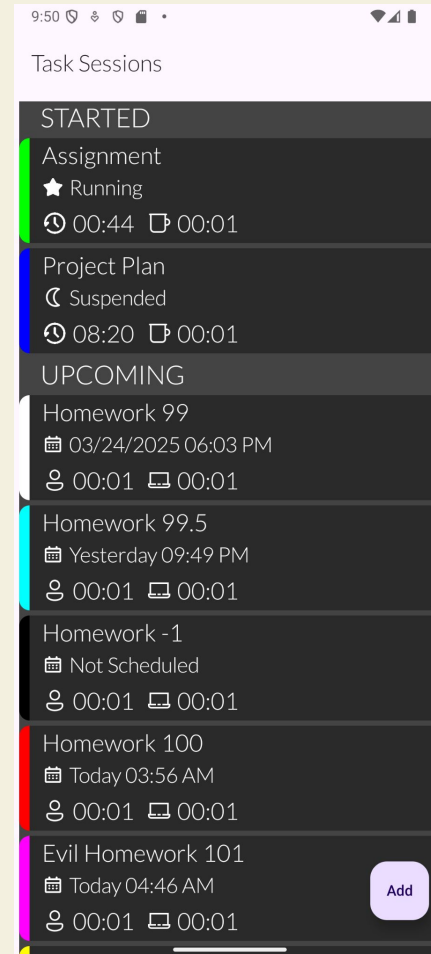 9:50
Task Sessions
STARTED
Assignment
Running
00:44 00:01
Project Plan
Suspended
08:20 00:01
UPCOMING
Homework 99
03/24/2025 06:03 PM
00:01 00:01
Homework 99.5
Yesterday 09:49 PM
00:01 00:01
Homework -1
Not Scheduled
00:01 00:01
Homework 100
Today 03:56 AM
00:01 00:01
Evil Homework 101
Today 04:46 AM
Add
00:01 00:01